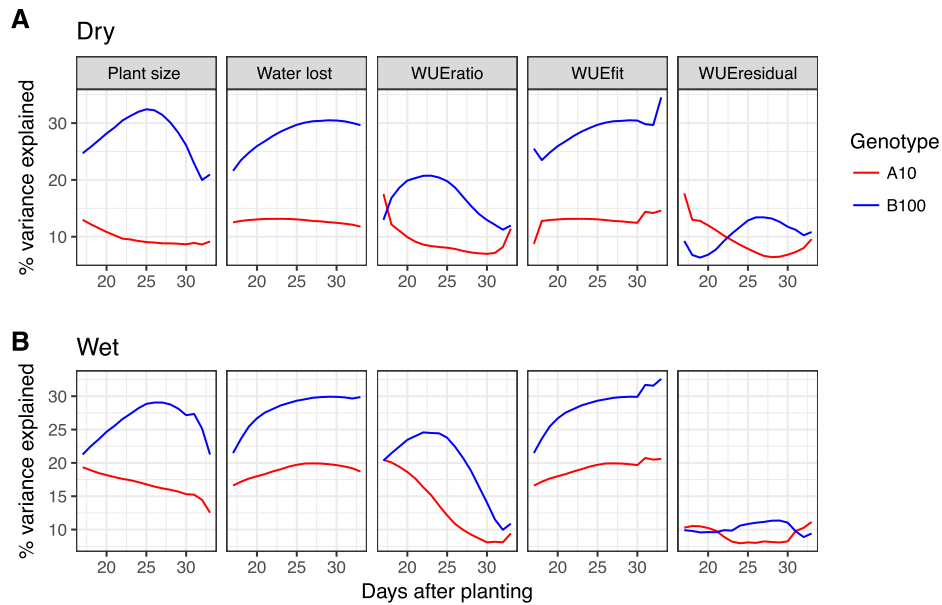 A
Dry
Plant size Water lost WUEratio WUEfit WUEresidual
% variance explained
30
20
10
20 25 30 20 25 30 20 25 30 20 25 30 20 25 30
Genotype
A10
B100
B
Wet
% variance explained
30
25
20
15
10
20 25 30 20 25 30 20 25 30 20 25 30 20 25 30
Days after planting